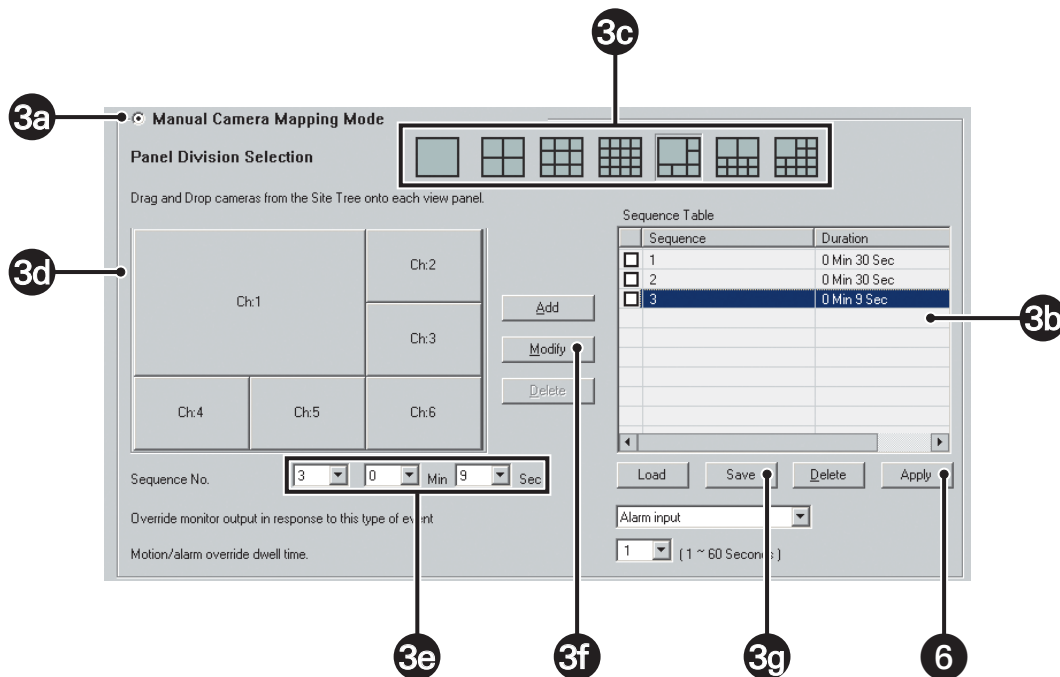 3c
3a
Manual Camera Mapping Mode
Panel Division Selection
Drag and Drop cameras from the Site Tree onto each view panel.
Sequence Table
Sequence Duration
1 0 Min 30 Sec
2 0 Min 30 Sec
3 0 Min 9 Sec
3d
3b
Ch:1
Ch:2
Ch:3
Ch:4
Ch:5
Ch:6
Add
Modify
Delete
Sequence No. 3 0 Min 9 Sec
Load Save Delete Apply
Override monitor output in response to this type of event
Alarm input
Motion/alarm override dwell time.
1 ( 1 ~ 60 Seconds )
3e
3f
3g
6